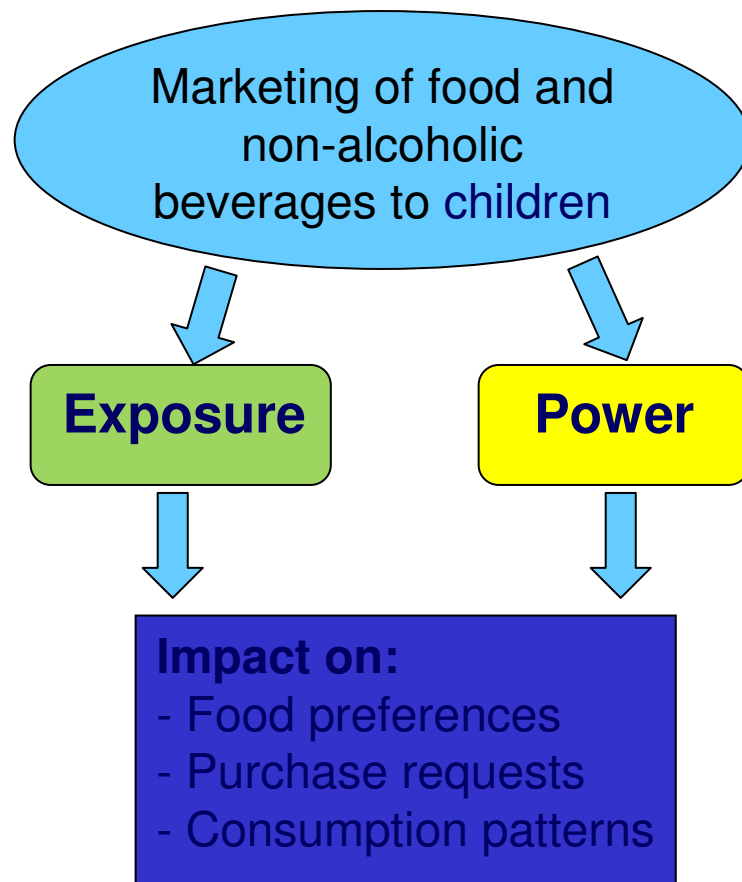 Marketing of food and
non-alcoholic
beverages to children
Exposure
Power
Impact on:
- Food preferences
- Purchase requests
- Consumption patterns